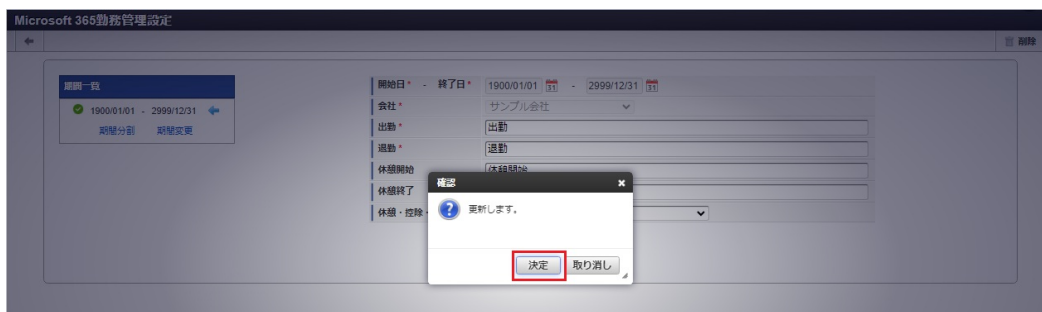 Microsoft 365勤務管理設定
削除
期間一覧
1900/01/01 - 2999/12/31
期間分割 期間変更
開始日* - 終了日* 1900/01/01 31 - 2999/12/31 31
会社* サンプル会社
出勤* 出勤
退勤* 退勤
休憩開始 休憩開始
休憩終了
休憩・控除・
確認
更新します。
決定 取り消し